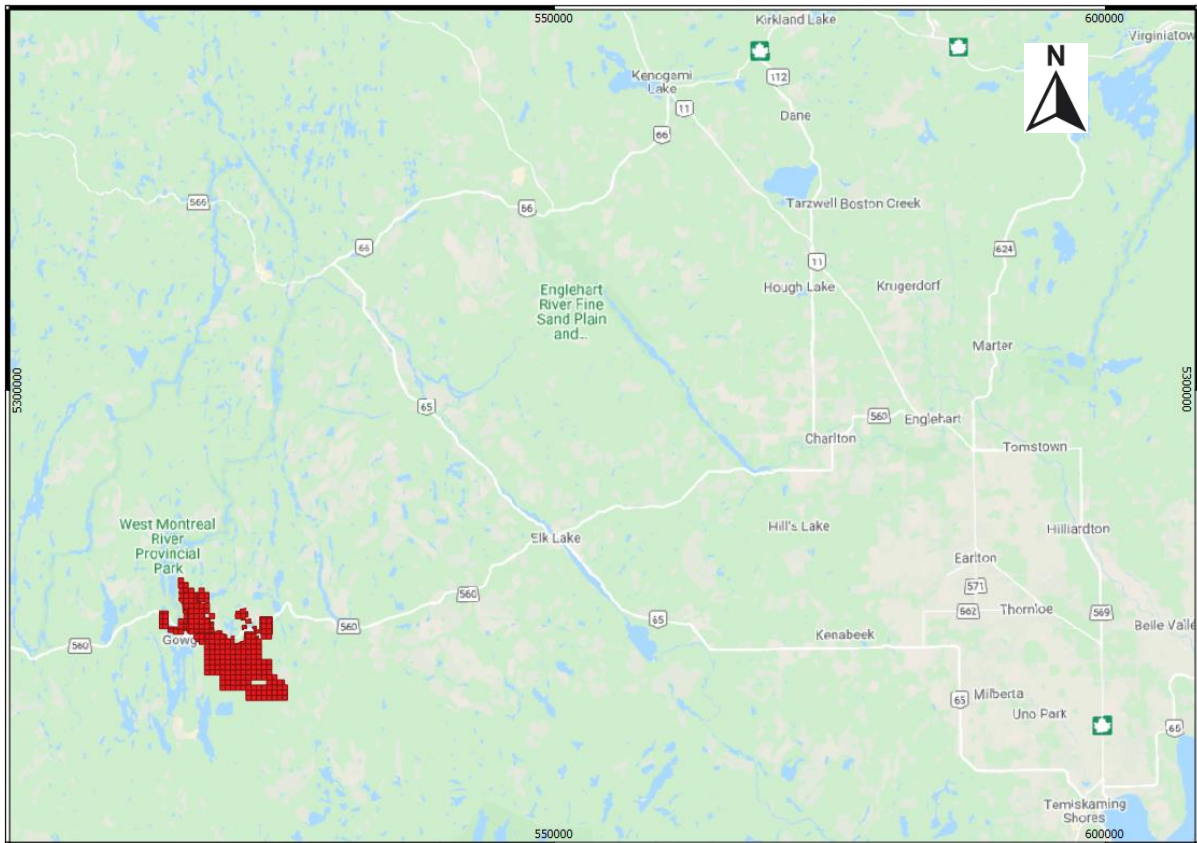 550000
600000
Kirkland Lake
Virginiatow
N
Kenogami
Lake
112
11
66
Dane
566
66
Tarzwell Boston Creek
66
624
11
Englehart
River Fine
Sand Plain
and...
Hough Lake
Krugerdorf
Marter
5300000
5300000
65
560
Englehart
Charlton
Tomstown
West Montreal
River
Provincial
Park
Elk Lake
Hill's Lake
Hilliardton
Earlton
571
560
562
Thornloe
569
560
65
Belle Valle
560
Gowg
Kenabeek
65
Milberta
Uno Park
65
Temiskaming
Shores
550000
600000